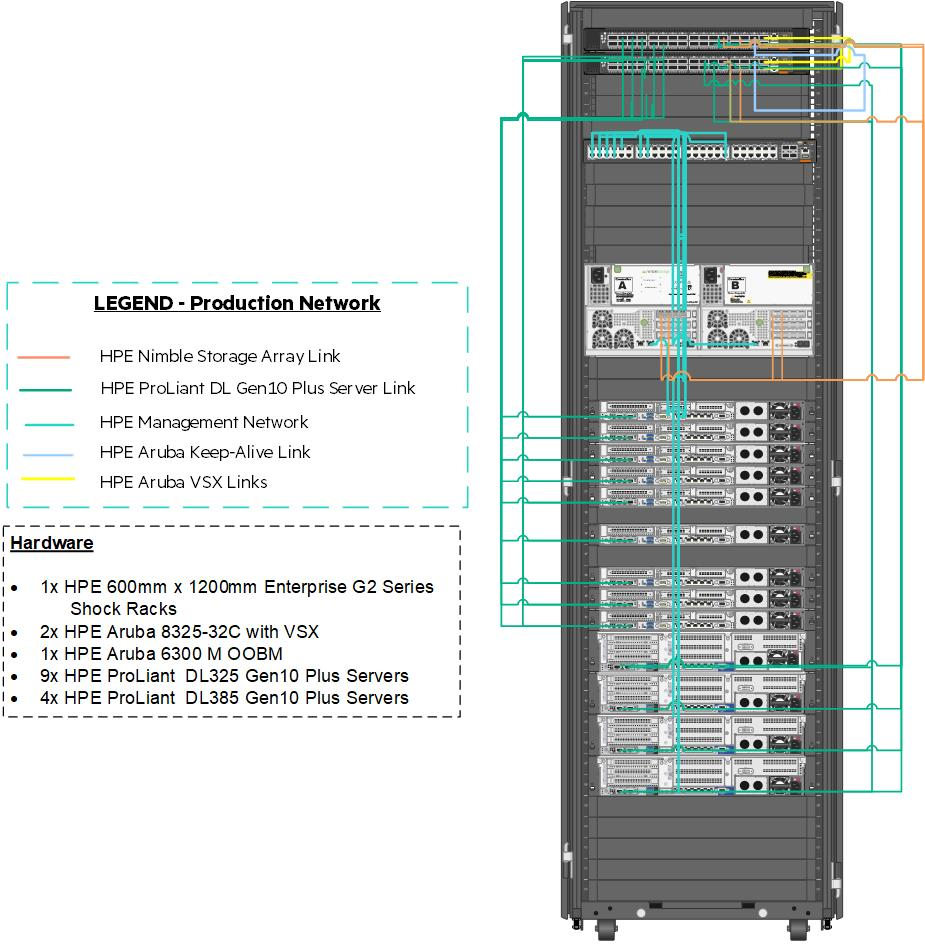 A
B
LEGEND - Production Network
HPE Nimble Storage Array Link
HPE ProLiant DL Gen10 Plus Server Link
HPE Management Network
HPE Aruba Keep-Alive Link
HPE Aruba VSX Links
Hardware
• 1x HPE 600mm x 1200mm Enterprise G2 Series
Shock Racks
• 2x HPE Aruba 8325-32C with VSX
• 1x HPE Aruba 6300 M OOBM
• 9x HPE ProLiant DL325 Gen10 Plus Servers
• 4x HPE ProLiant DL385 Gen10 Plus Servers